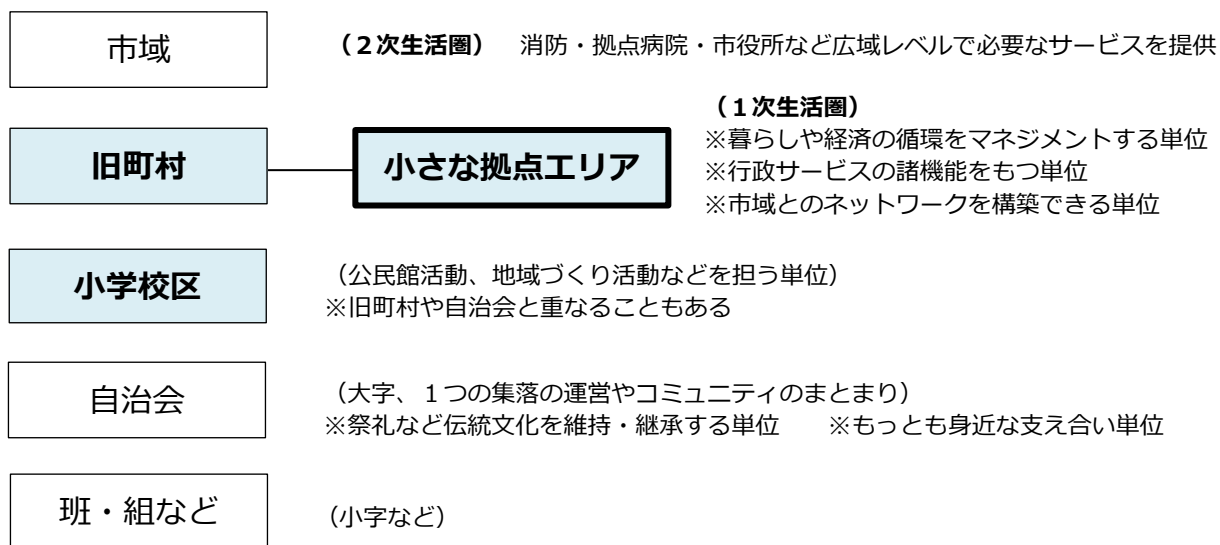 市域
（２次生活圏）　消防・拠点病院・市役所など広域レベルで必要なサービスを提供
旧町村
小さな拠点エリア
（１次生活圏）
※暮らしや経済の循環をマネジメントする単位
※行政サービスの諸機能をもつ単位
※市域とのネットワークを構築できる単位
小学校区
（公民館活動、地域づくり活動などを担う単位）
※旧町村や自治会と重なることもある
自治会
（大字、１つの集落の運営やコミュニティのまとまり）
※祭礼など伝統文化を維持・継承する単位　　※もっとも身近な支え合い単位
班・組など
（小字など）